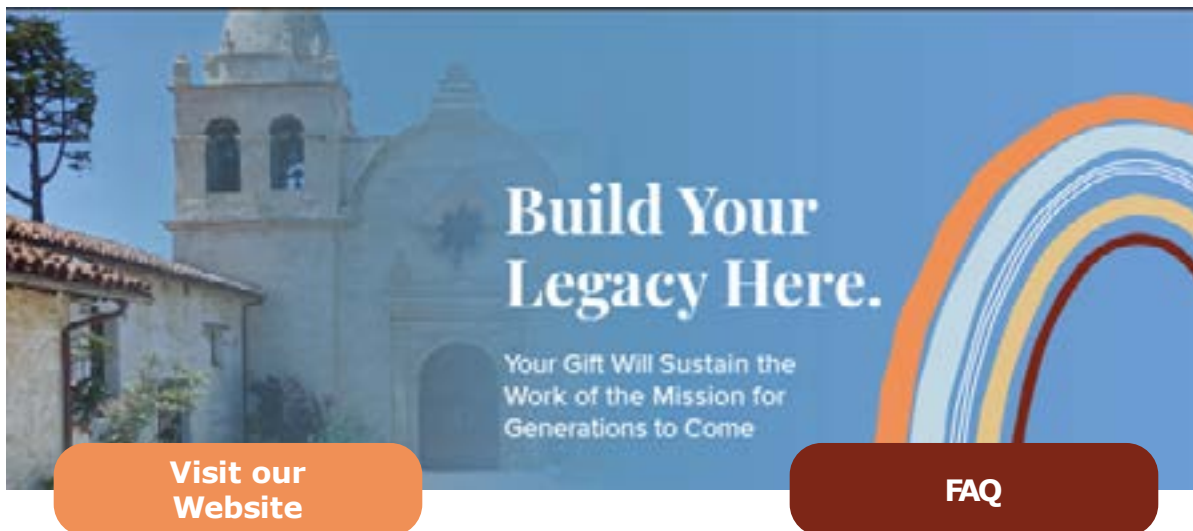 Build Your
Legacy Here.
Your Gift Will Sustain the
Work of the Mission for
Generations to Come
Visit our
Website
FAQ